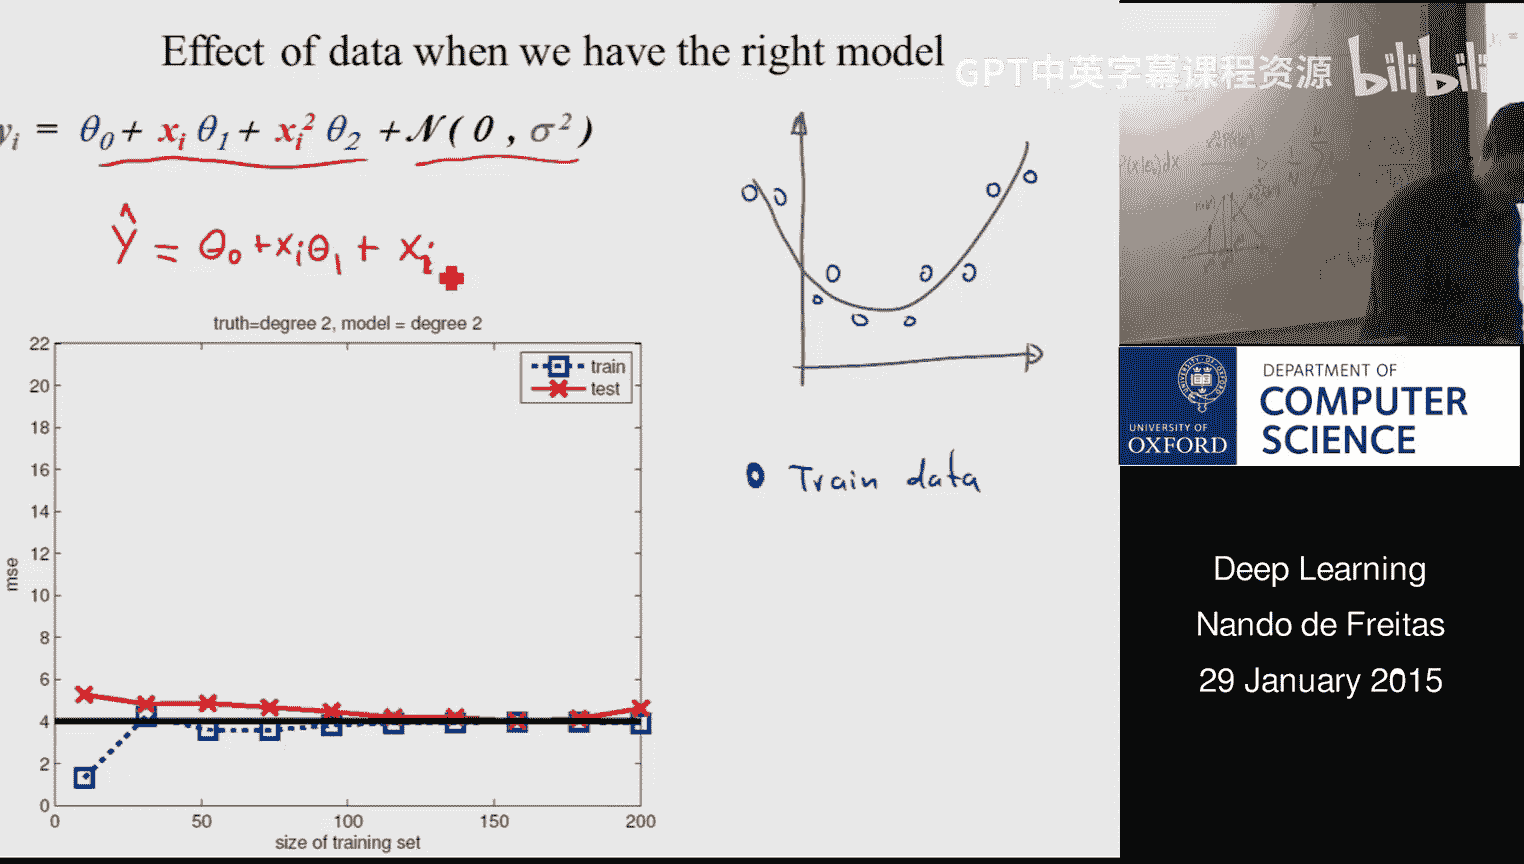 Effect of data when we have the right model
GPT中英字幕课程资源 bilibili
yᵢ = θ₀ + xᵢ θ₁ + xᵢ² θ₂ + 𝒩( 0 , σ² )
Ŷ = θ₀ + xᵢθ₁ + xᵢ
truth=degree 2, model = degree 2
train
test
22
20
18
16
14
12
10
8
6
4
2
0
mse
0 50 100 150 200
size of training set
Train data
P(x|θ₀)dx
UNIVERSITY OF
OXFORD
DEPARTMENT OF
COMPUTER
SCIENCE
Deep Learning
Nando de Freitas
29 January 2015